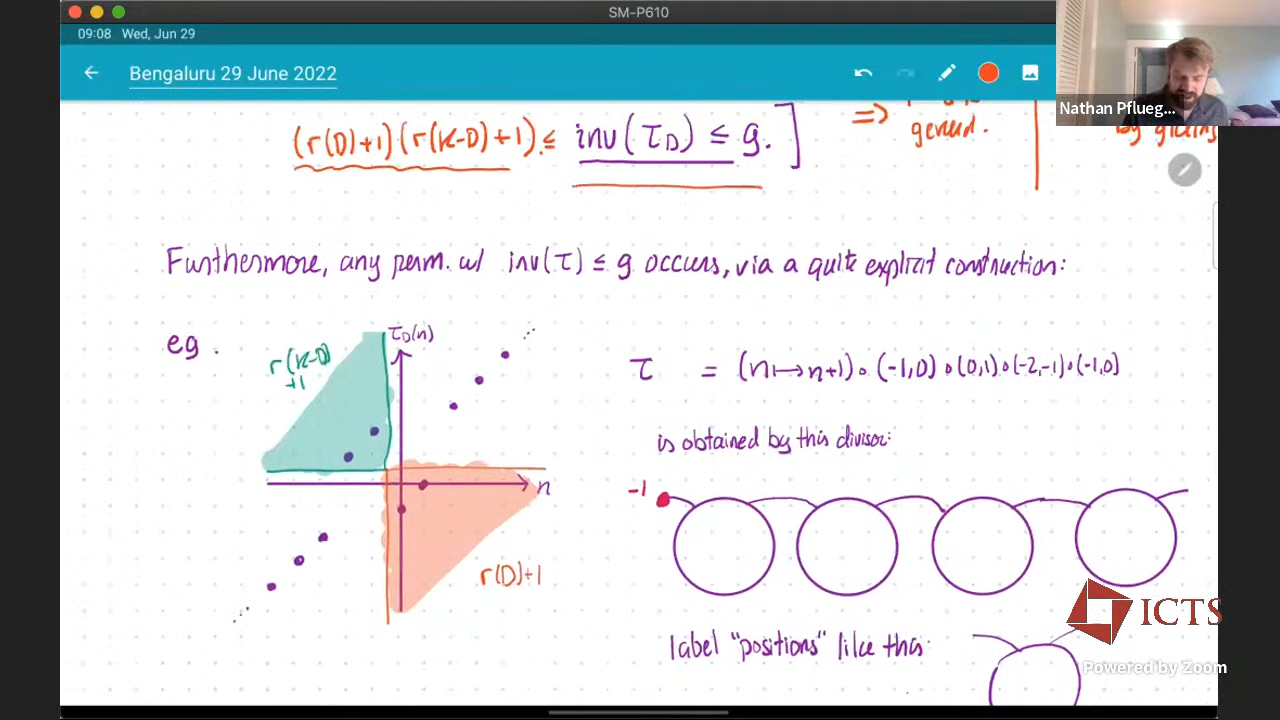 SM-P610
09:08 Wed, Jun 29
Bengaluru 29 June 2022
Nathan Pflueg...
(r(D)+1)(r(K-D)+1) ≤ inv(τ_D) ≤ g. ]
⇒
general.
by gluing
Furthermore, any perm. w/ inv(τ) ≤ g occurs, via a quite explicit construction:
eg.
r(K-D)
+1
τ_D(n)
n
r(D)+1
τ = (n↦n+1)∘(-1,0)∘(0,1)∘(-2,-1)∘(-1,0)
is obtained by this divisor:
-1
label "positions" like this:
ICTS
Powered by Zoom